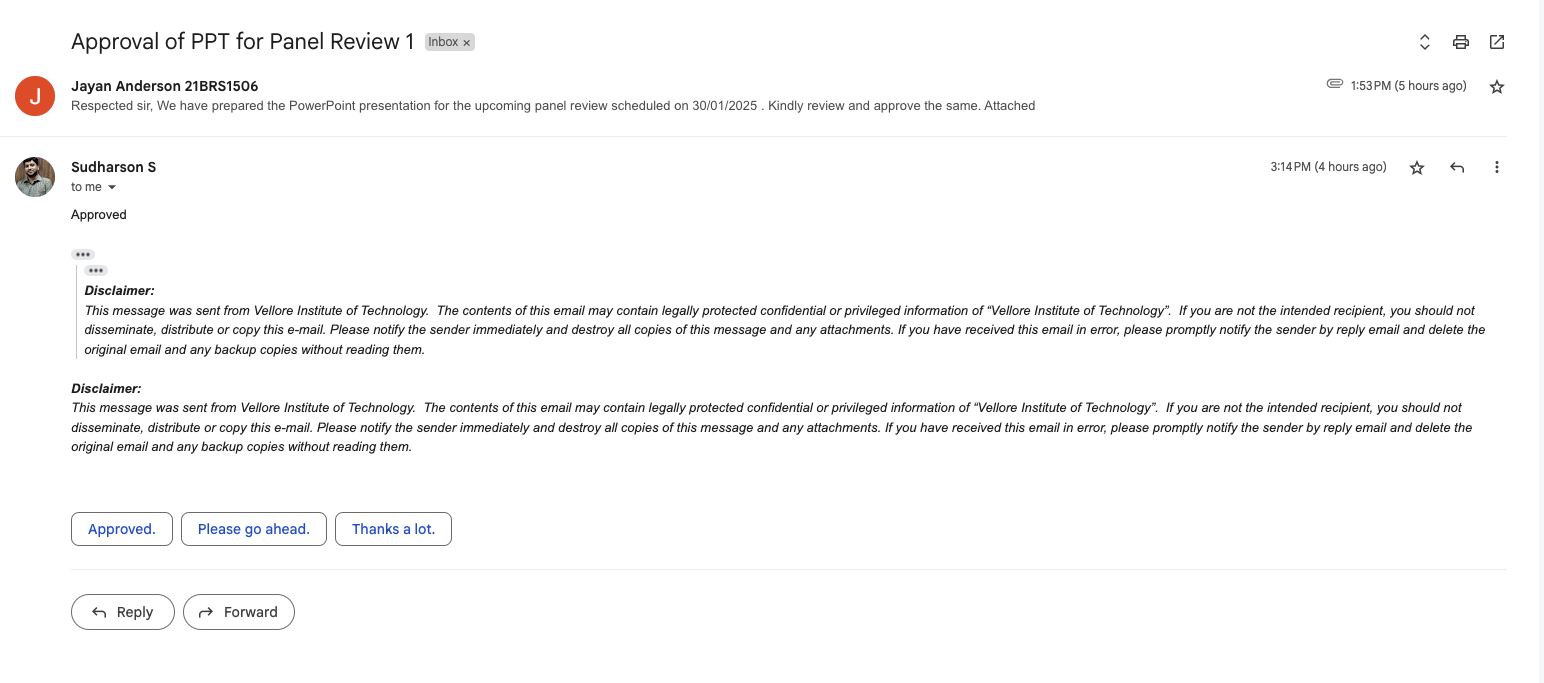 Approval of PPT for Panel Review 1 Inbox ×
Jayan Anderson 21BRS1506 1:53 PM (5 hours ago)
Respected sir, We have prepared the PowerPoint presentation for the upcoming panel review scheduled on 30/01/2025 . Kindly review and approve the same. Attached
J
Sudharson S 3:14 PM (4 hours ago)
to me
Approved
•••
•••
Disclaimer:
This message was sent from Vellore Institute of Technology.  The contents of this email may contain legally protected confidential or privileged information of “Vellore Institute of Technology”.  If you are not the intended recipient, you should not
disseminate, distribute or copy this e-mail. Please notify the sender immediately and destroy all copies of this message and any attachments. If you have received this email in error, please promptly notify the sender by reply email and delete the
original email and any backup copies without reading them.
Disclaimer:
This message was sent from Vellore Institute of Technology.  The contents of this email may contain legally protected confidential or privileged information of “Vellore Institute of Technology”.  If you are not the intended recipient, you should not
disseminate, distribute or copy this e-mail. Please notify the sender immediately and destroy all copies of this message and any attachments. If you have received this email in error, please promptly notify the sender by reply email and delete the
original email and any backup copies without reading them.
Approved. Please go ahead. Thanks a lot.
Reply Forward